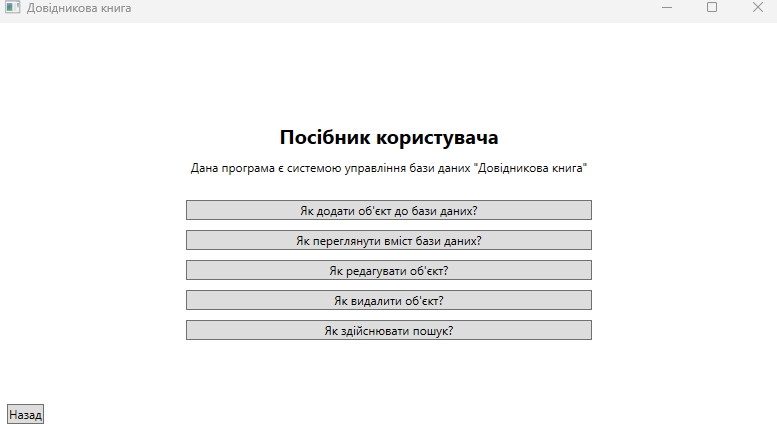 Довідникова книга
Посібник користувача
Дана програма є системою управління бази даних "Довідникова книга"
Як додати об'єкт до бази даних?
Як переглянути вміст бази даних?
Як редагувати об'єкт?
Як видалити об'єкт?
Як здійснювати пошук?
Назад